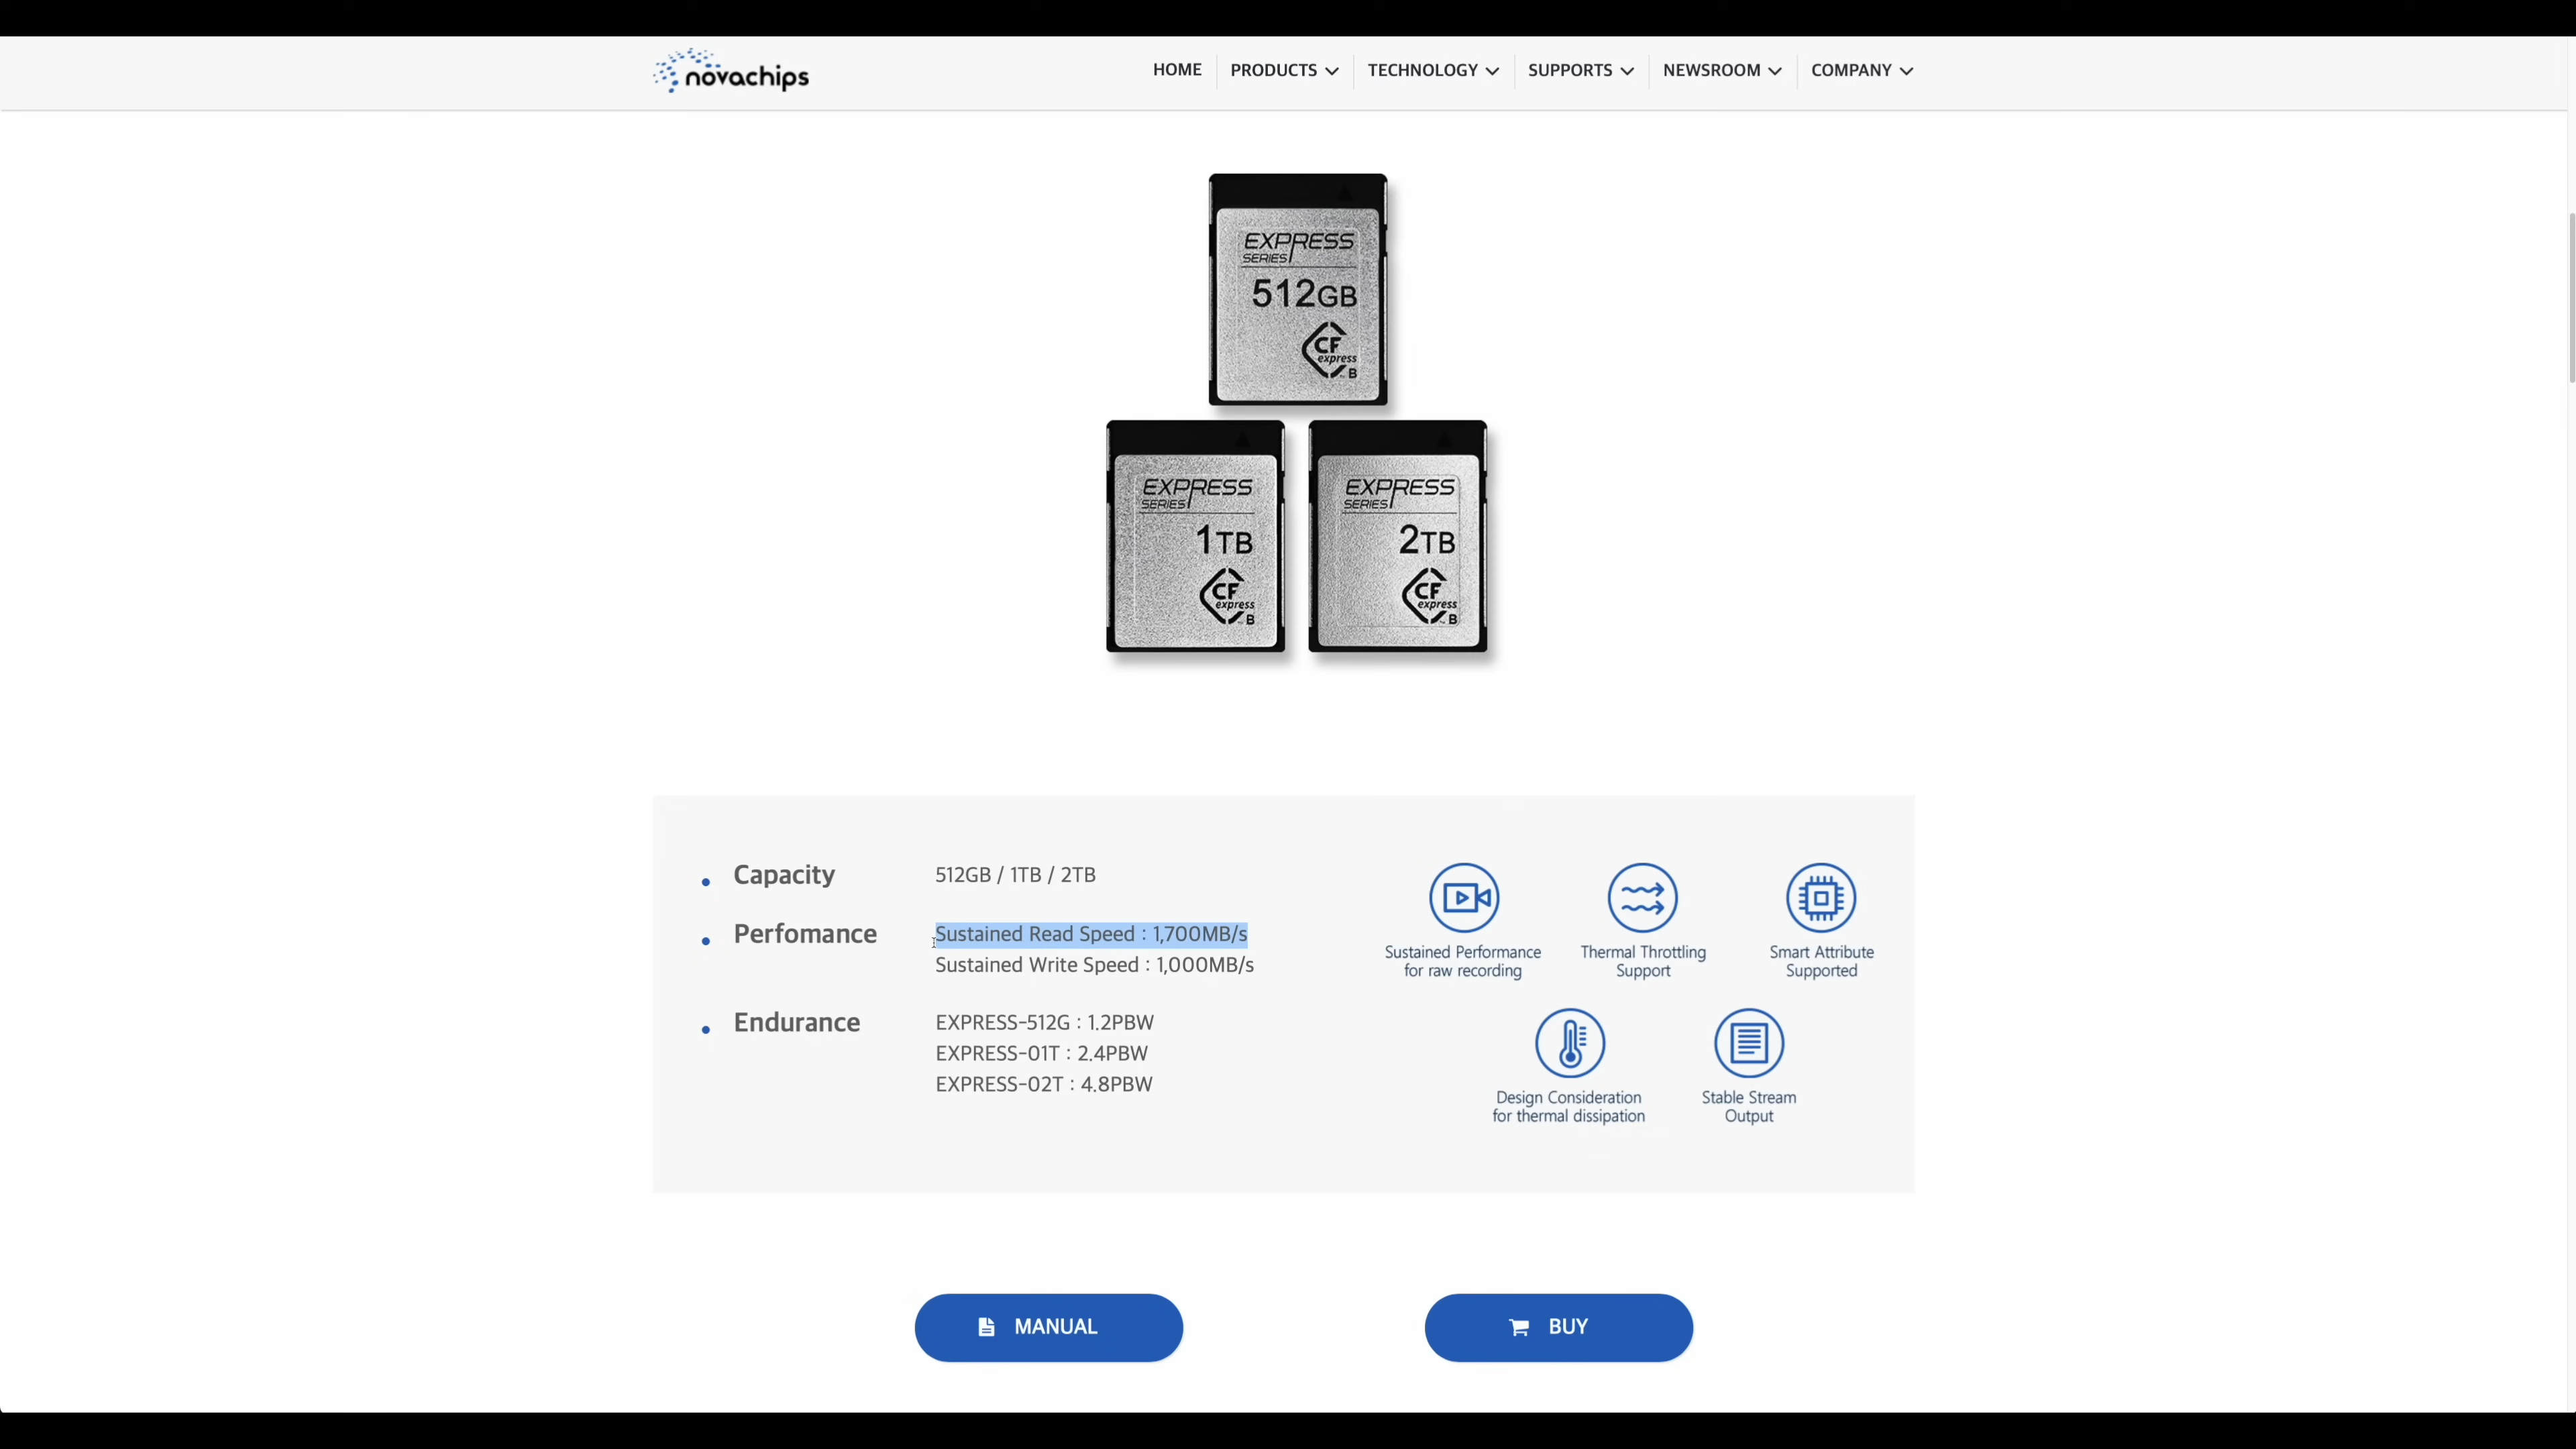 novachips
HOME
PRODUCTS
TECHNOLOGY
SUPPORTS
NEWSROOM
COMPANY
EXPRESS
SERIES
512GB
CF
express
B
EXPRESS
SERIES
1TB
CF
express
B
EXPRESS
SERIES
2TB
CF
express
B
Capacity
512GB / 1TB / 2TB
Perfomance
Sustained Read Speed : 1,700MB/s
Sustained Write Speed : 1,000MB/s
Endurance
EXPRESS-512G : 1.2PBW
EXPRESS-01T : 2.4PBW
EXPRESS-02T : 4.8PBW
Sustained Performance
for raw recording
Thermal Throttling
Support
Smart Attribute
Supported
Design Consideration
for thermal dissipation
Stable Stream
Output
MANUAL
BUY